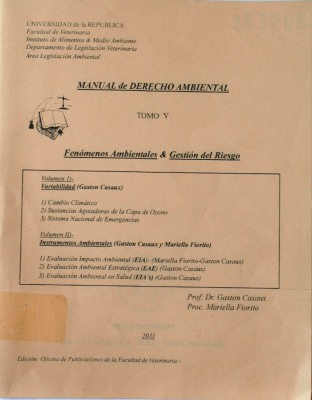 UNIVERSIDAD de la REPUBLICA
Facultad de Veterinaria
Instituto de Alimentos & Medio Ambiente
Departamento de Legislación Veterinaria
Area Legislación Ambiental
MANUAL de DERECHO AMBIENTAL
TOMO V
Fenómenos Ambientales & Gestión del Riesgo
Volumen I):-
Variabilidad (Gaston Casaux)
1) Cambio Climático
2) Sustancias Agotadoras de la Capa de Ozono
3) Sistema Nacional de Emergencias
Volumen II):-
Instrumentos Ambientales (Gaston Casaux y Mariella Fiorito)
1) Evaluación Impacto Ambiental (EIA)- (Mariella Fiorito-Gaston Casaux)
2) Evaluación Ambiental Estratégica (EAE) (Gaston Casaux)
3) Evaluación Ambiental en Salud (EIA's) (Gaston Casaux)
Prof. Dr. Gaston Casaux
Proc. Mariella Fiorito
2011
Edición: Oficina de Publicaciones de la Facultad de Veterinaria.-